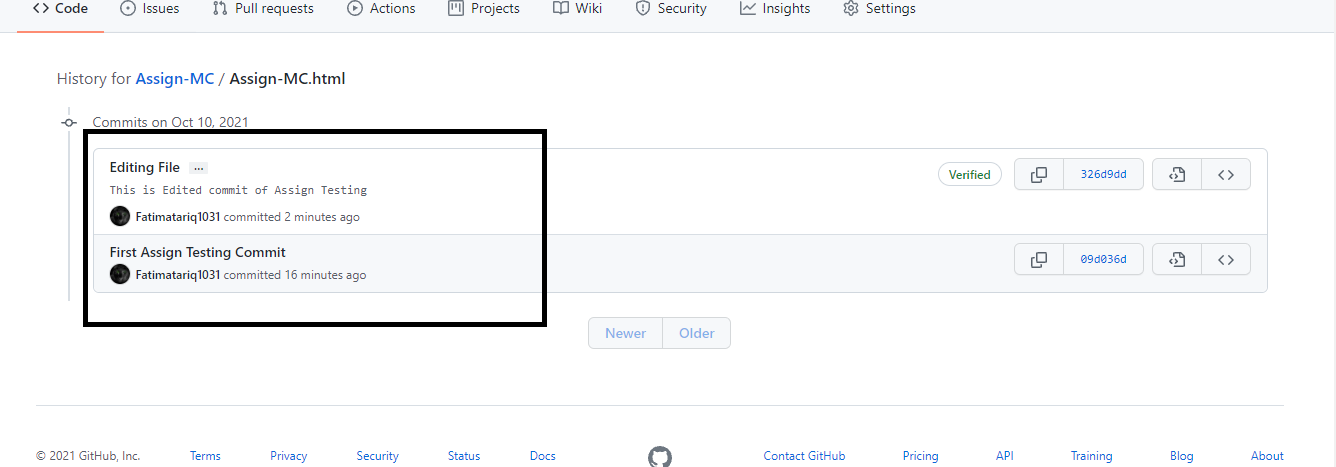 Code Issues Pull requests Actions Projects Wiki Security Insights Settings
History for Assign-MC / Assign-MC.html
Commits on Oct 10, 2021
Editing File ...
Verified 326d9dd
This is Edited commit of Assign Testing
Fatimatariq1031 committed 2 minutes ago
First Assign Testing Commit
09d036d
Fatimatariq1031 committed 16 minutes ago
Newer Older
© 2021 GitHub, Inc. Terms Privacy Security Status Docs Contact GitHub Pricing API Training Blog About